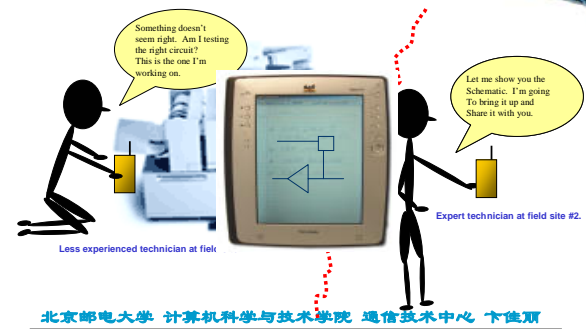 Something doesn't
seem right. Am I testing
the right circuit?
This is the one I'm
working on.
Let me show you the
Schematic. I'm going
To bring it up and
Share it with you.
Expert technician at field site #2.
Less experienced technician at field
北京邮电大学 计算机科学与技术学院 通信技术中心 卞佳丽